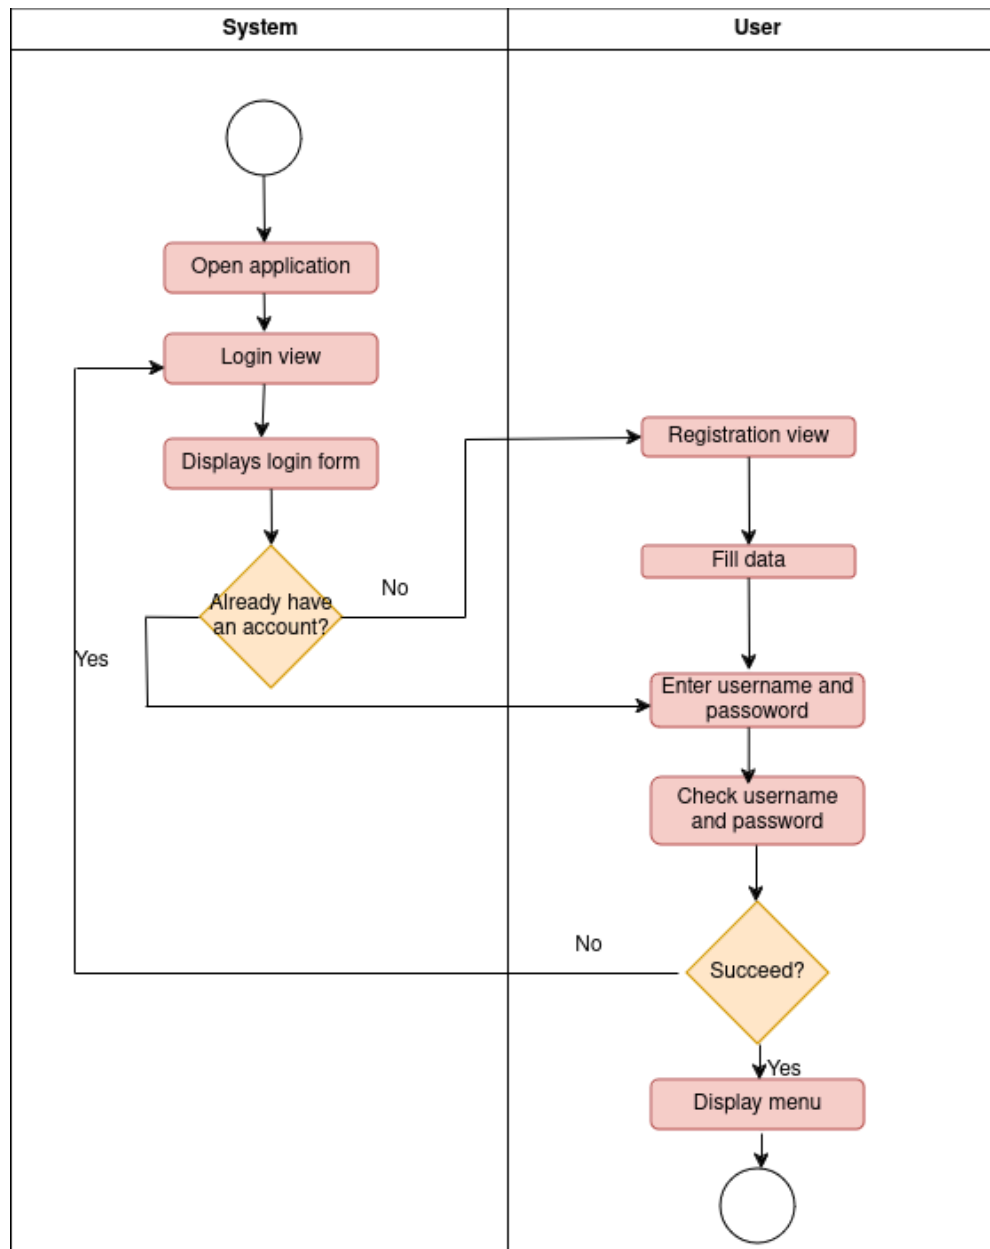 System
User
Open application
Login view
Displays login form
Already have
an account?
No
Yes
Registration view
Fill data
Enter username and
passoword
Check username
and password
Succeed?
No
Yes
Display menu